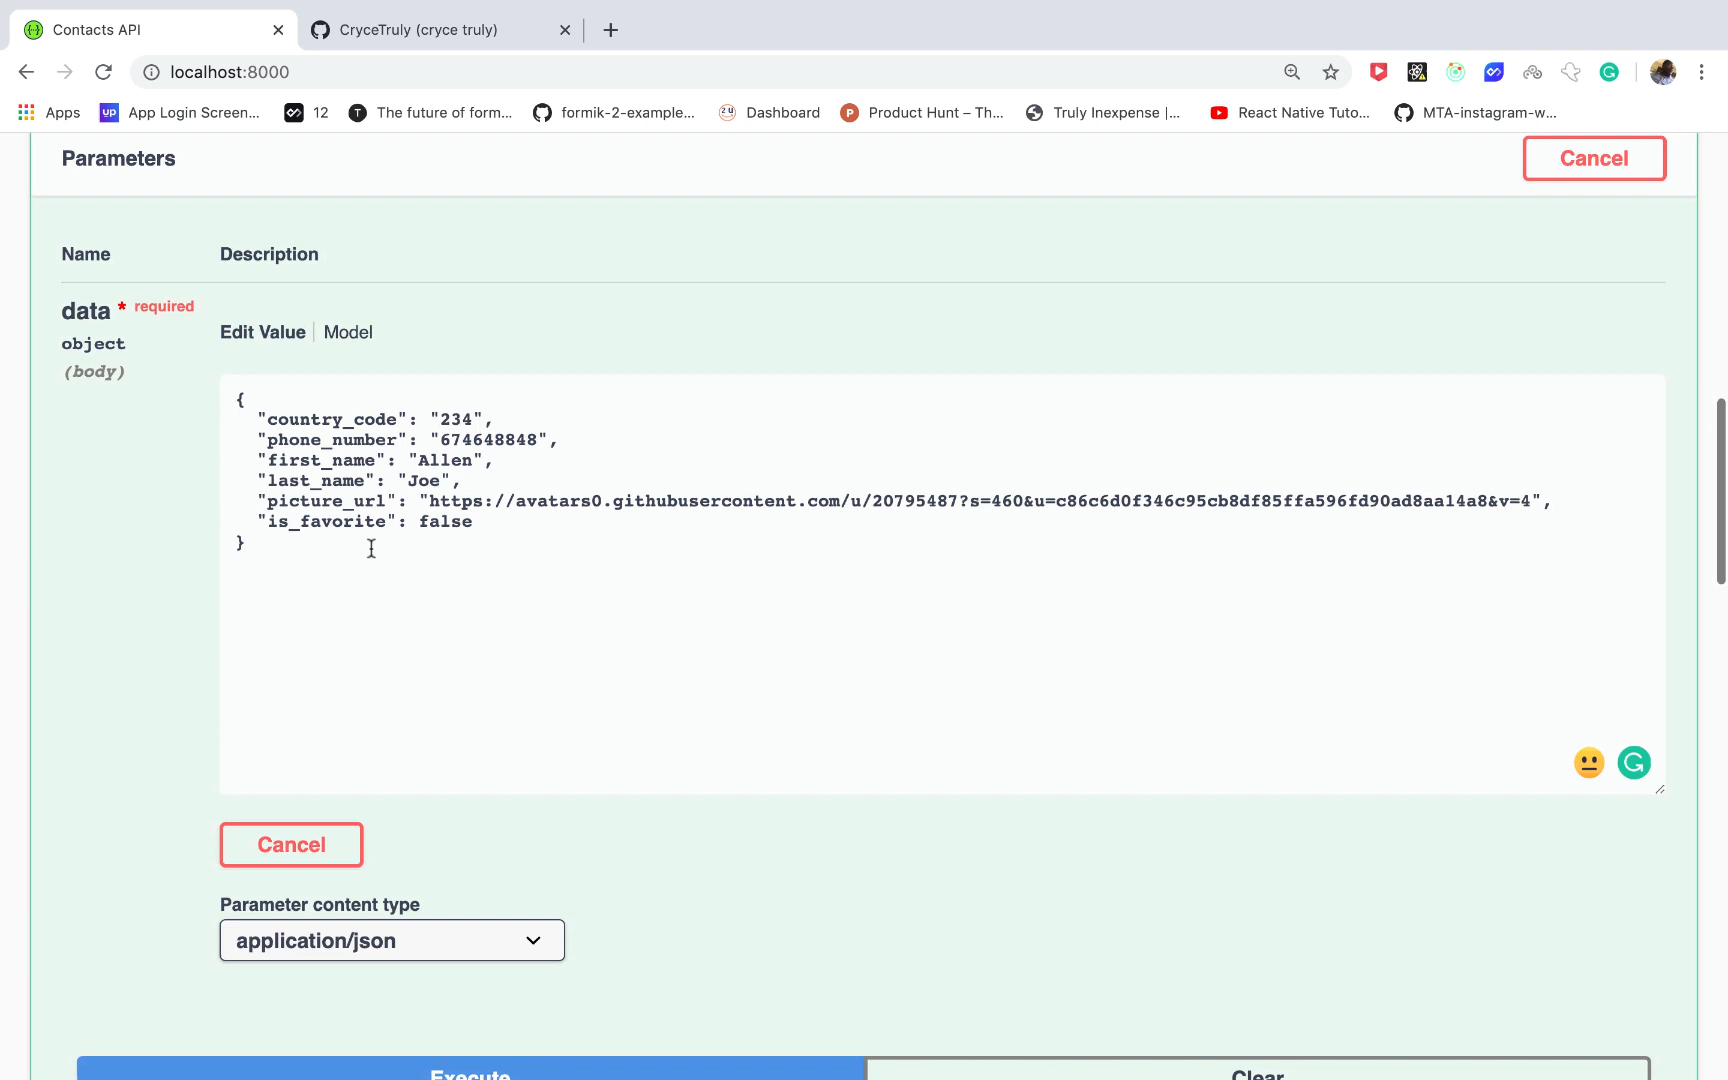 Contacts API
CryceTruly (cryce truly)
localhost:8000
Apps
up
App Login Screen...
12
T
The future of form...
formik-2-example...
2U
Dashboard
P
Product Hunt – Th...
Truly Inexpense |...
React Native Tuto...
MTA-instagram-w...
Parameters
Cancel
Name
Description
data * required
object
(body)
Edit Value
Model
{
"country_code": "234",
"phone_number": "674648848",
"first_name": "Allen",
"last_name": "Joe",
"picture_url": "https://avatars0.githubusercontent.com/u/20795487?s=460&u=c86c6d0f346c95cb8df85ffa596fd90ad8aa14a8&v=4",
"is_favorite": false
}
Cancel
Parameter content type
application/json
Execute
Clear